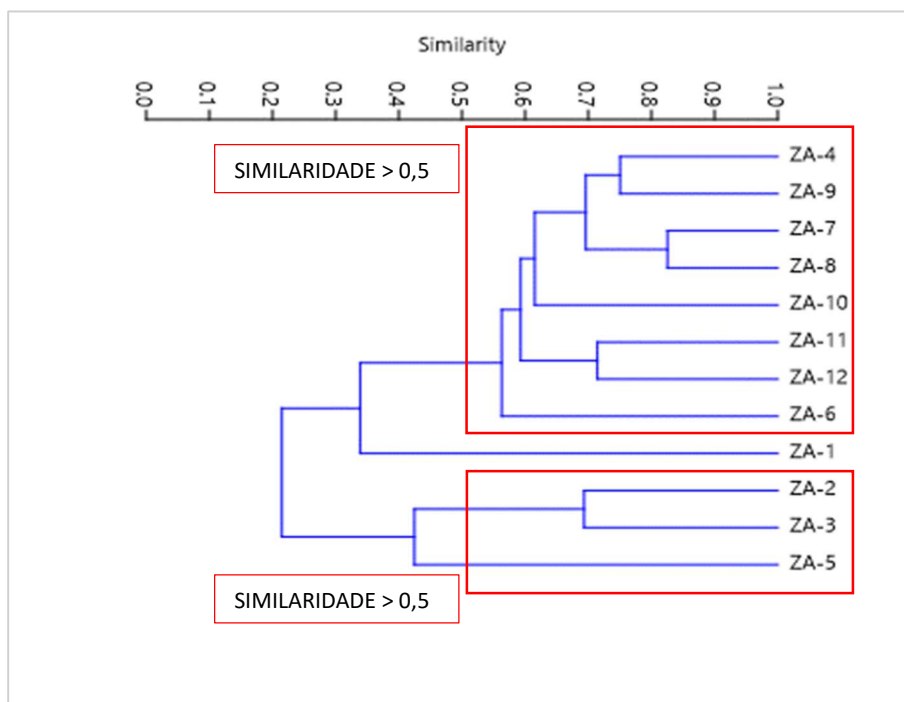 Similarity
0.0 0.1 0.2 0.3 0.4 0.5 0.6 0.7 0.8 0.9 1.0
SIMILARIDADE > 0,5
ZA-4
ZA-9
ZA-7
ZA-8
ZA-10
ZA-11
ZA-12
ZA-6
ZA-1
ZA-2
ZA-3
ZA-5
SIMILARIDADE > 0,5